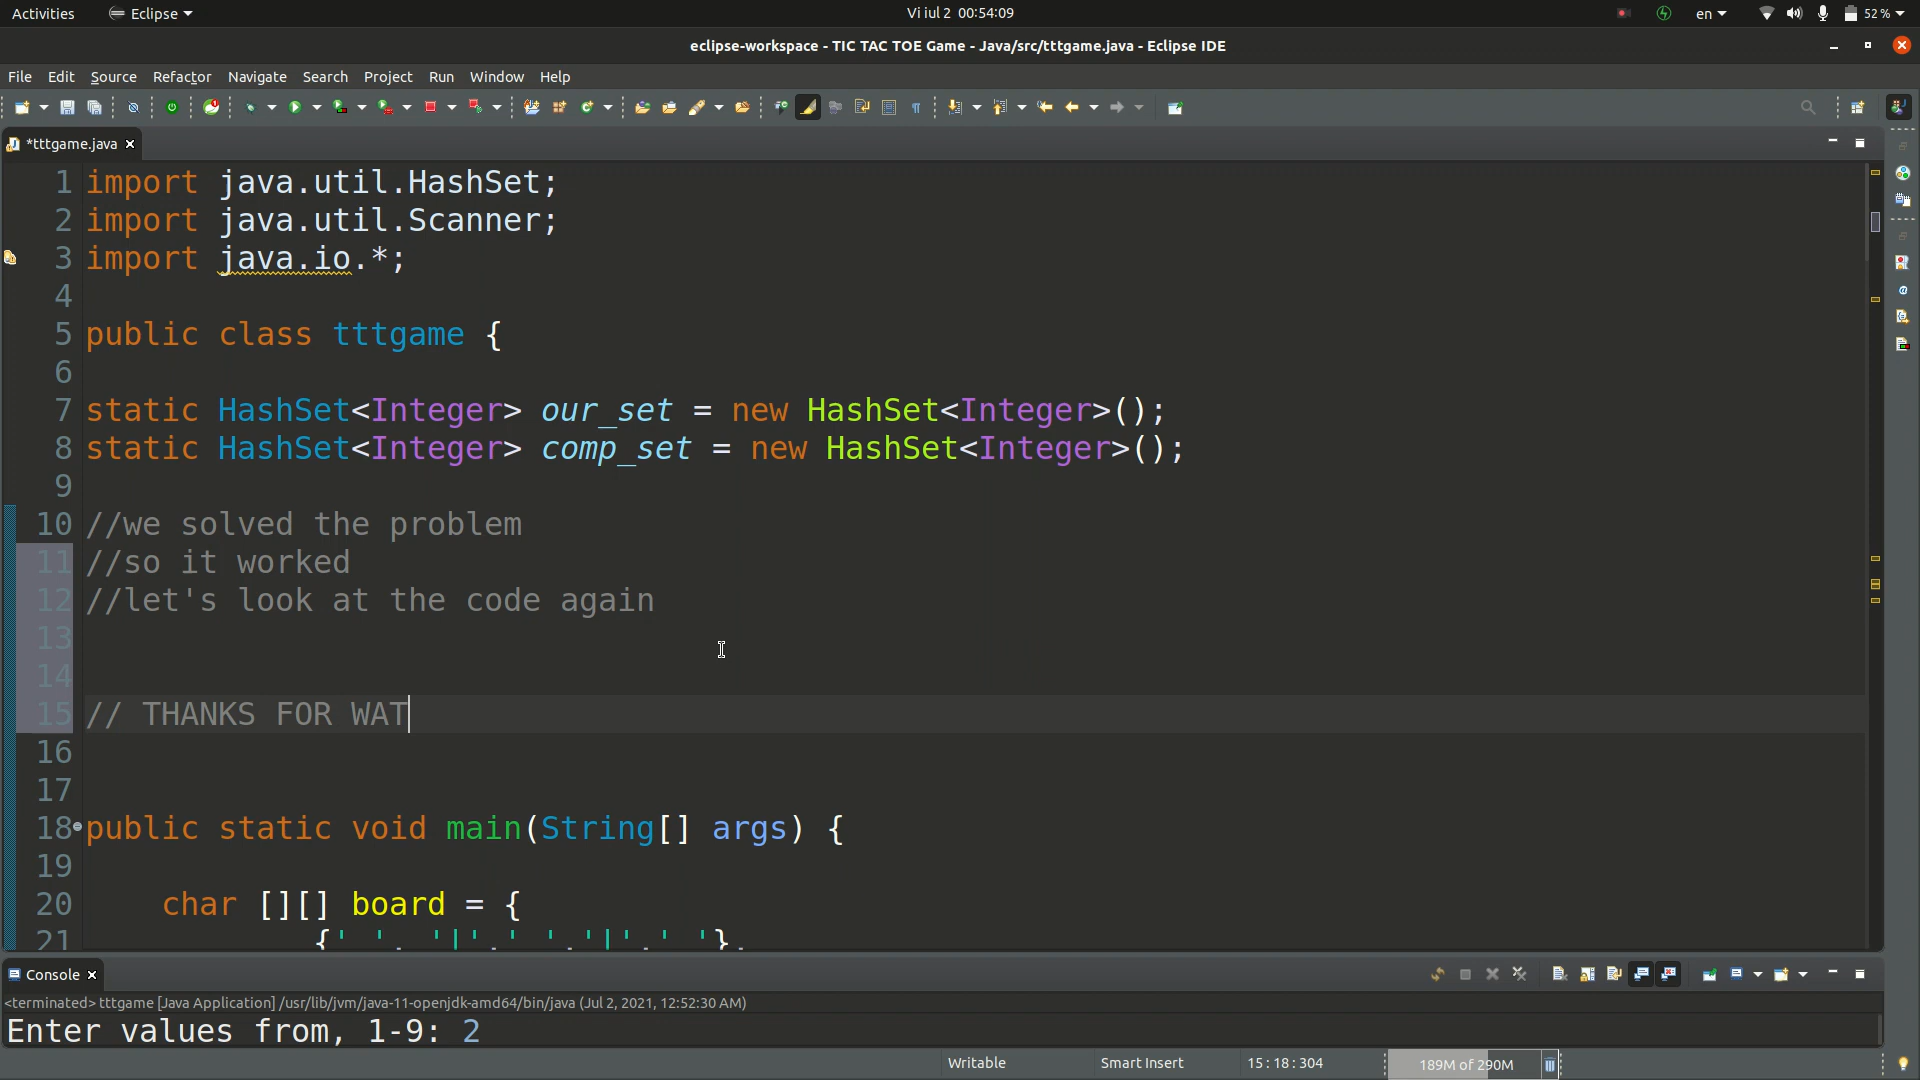 Activities Eclipse Vi iul 2 00:54:09 en 52 %
eclipse-workspace - TIC TAC TOE Game - Java/src/tttgame.java - Eclipse IDE
File Edit Source Refactor Navigate Search Project Run Window Help
*tttgame.java
1 import java.util.HashSet;
2 import java.util.Scanner;
3 import java.io.*;
4
5 public class tttgame {
6
7 static HashSet<Integer> our_set = new HashSet<Integer>();
8 static HashSet<Integer> comp_set = new HashSet<Integer>();
9
10 //we solved the problem
11 //so it worked
12 //let's look at the code again
13
14
15 // THANKS FOR WAT
16
17
18 public static void main(String[] args) {
19
20 char [][] board = {
21 {' ', '|',' ','|',' '},
Console
<terminated> tttgame [Java Application] /usr/lib/jvm/java-11-openjdk-amd64/bin/java (Jul 2, 2021, 12:52:30 AM)
Enter values from, 1-9: 2
Writable Smart Insert 15 : 18 : 304 189M of 290M